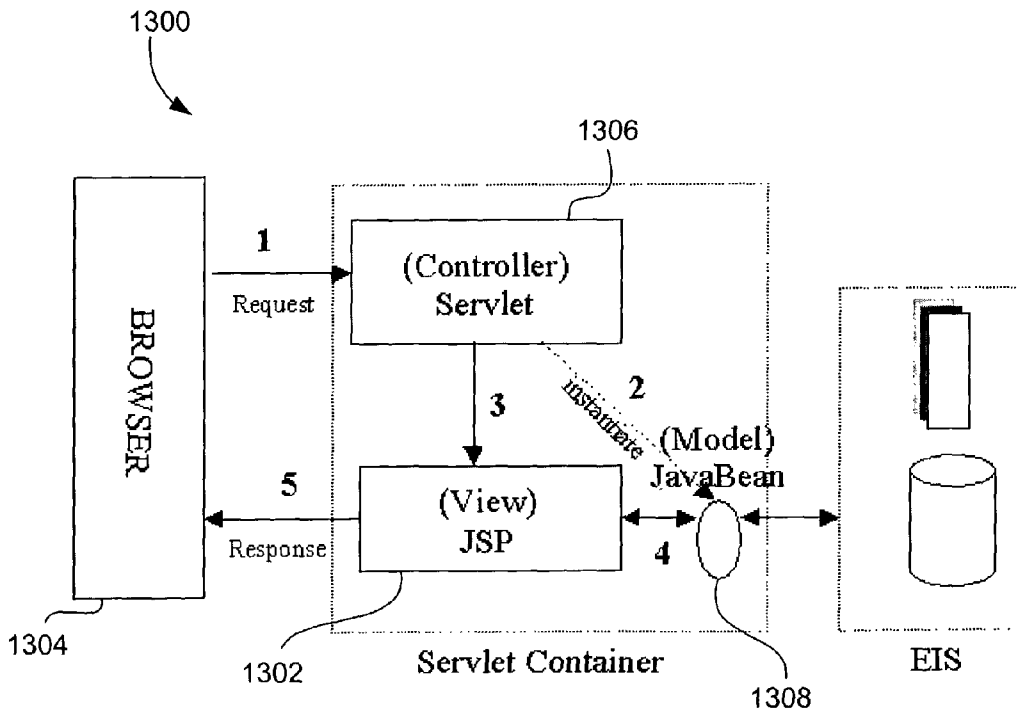 1300
1306
1
(Controller)
Servlet
Request
BROWSER
2
instantiate
3
(Model)
JavaBean
5
(View)
JSP
4
Response
1304
1302
Servlet Container
1308
EIS